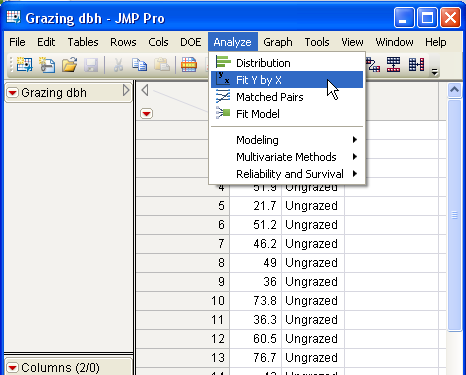 Grazing dbh - JMP Pro
File Edit Tables Rows Cols DOE Analyze Graph Tools View Window Help
Distribution
Fit Y by X
Matched Pairs
Fit Model
Modeling
Multivariate Methods
Reliability and Survival
Grazing dbh
4 51.9 Ungrazed
5 21.7 Ungrazed
6 51.2 Ungrazed
7 46.2 Ungrazed
8 49 Ungrazed
9 36 Ungrazed
10 73.8 Ungrazed
11 36.3 Ungrazed
12 60.5 Ungrazed
13 76.7 Ungrazed
Columns (2/0)